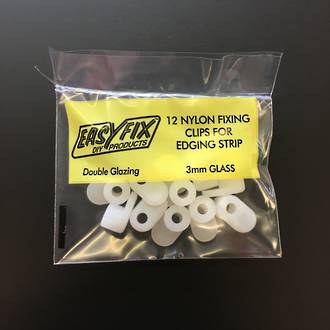 EASYFIX
DIY PRODUCTS
Double Glazing
12 NYLON FIXING
CLIPS FOR
EDGING STRIP
3mm GLASS